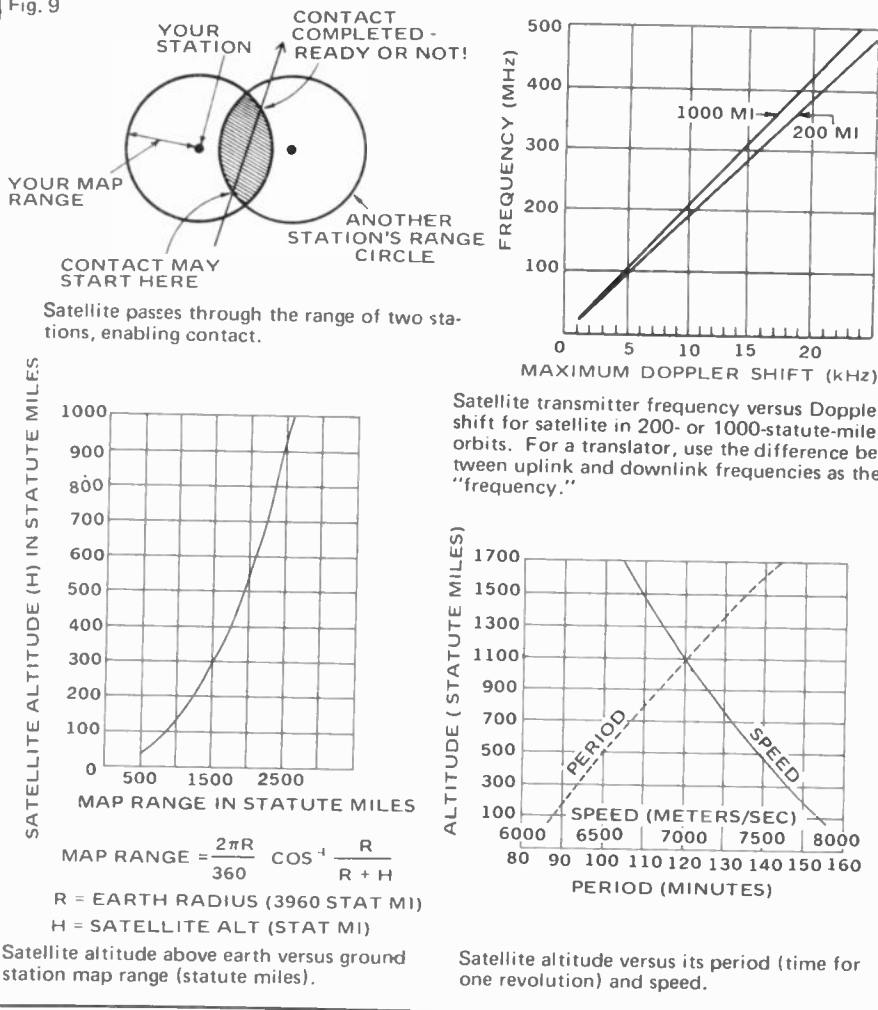 Fig. 9
YOUR
STATION
CONTACT
COMPLETED -
READY OR NOT!
YOUR MAP
RANGE
ANOTHER
STATION'S RANGE
CIRCLE
CONTACT MAY
START HERE
Satellite passes through the range of two sta-
tions, enabling contact.
FREQUENCY (MHz)
500
400
300
200
100
1000 MI
200 MI
0 5 10 15 20
MAXIMUM DOPPLER SHIFT (kHz)
Satellite transmitter frequency versus Dopple
shift for satellite in 200- or 1000-statute-mile
orbits. For a translator, use the difference be
tween uplink and downlink frequencies as the
"frequency."
SATELLITE ALTITUDE (H) IN STATUTE MILES
1000
900
800
700
600
500
400
300
200
100
0
500 1500 2500
MAP RANGE IN STATUTE MILES
MAP RANGE = 2πR/360 COS⁻¹ R/R + H
R = EARTH RADIUS (3960 STAT MI)
H = SATELLITE ALT (STAT MI)
Satellite altitude above earth versus ground
station map range (statute miles).
ALTITUDE (STATUTE MILES)
1700
1500
1300
1100
900
700
500
300
100
PERIOD
SPEED
SPEED (METERS/SEC)
6000 6500 7000 7500 8000
80 90 100 110 120 130 140 150 160
PERIOD (MINUTES)
Satellite altitude versus its period (time for
one revolution) and speed.